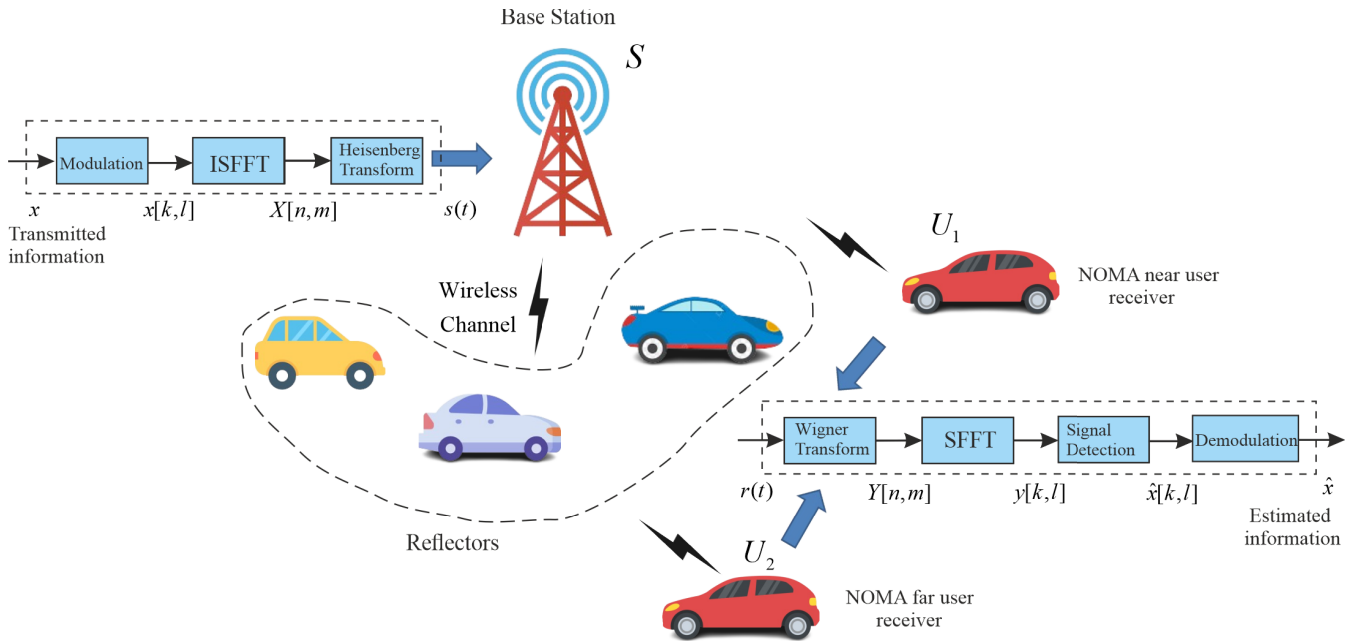 Base Station
S
Modulation
ISFFT
Heisenberg
Transform
x
x[k,l]
X[n,m]
s(t)
Transmitted
information
Wireless
Channel
U₁
NOMA near user
receiver
Wigner
Transform
SFFT
Signal
Detection
Demodulation
r(t)
Y[n,m]
y[k,l]
x̂[k,l]
x̂
Estimated
information
Reflectors
U₂
NOMA far user
receiver